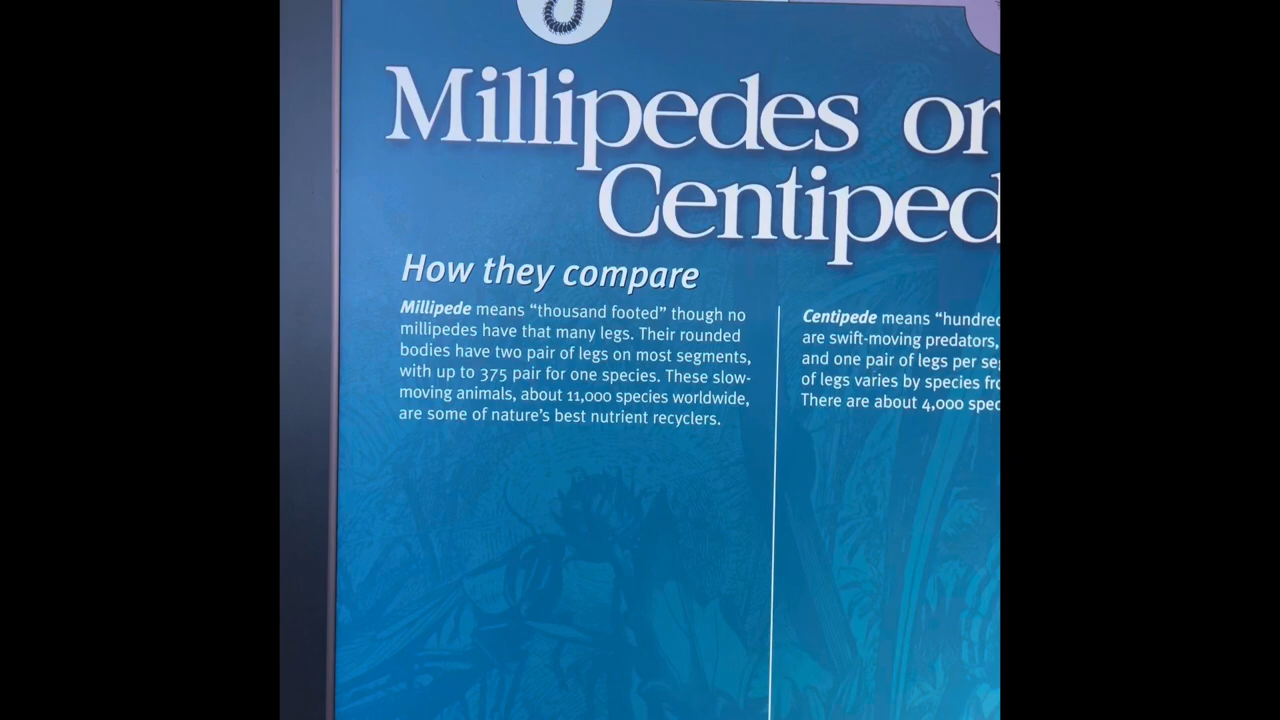 Millipedes or
Centiped
How they compare
Millipede means “thousand footed” though no
millipedes have that many legs. Their rounded
bodies have two pair of legs on most segments,
with up to 375 pair for one species. These slow-
moving animals, about 11,000 species worldwide,
are some of nature’s best nutrient recyclers.
Centipede means “hundred
are swift-moving predators,
and one pair of legs per
of legs varies by species
There are about 4,000